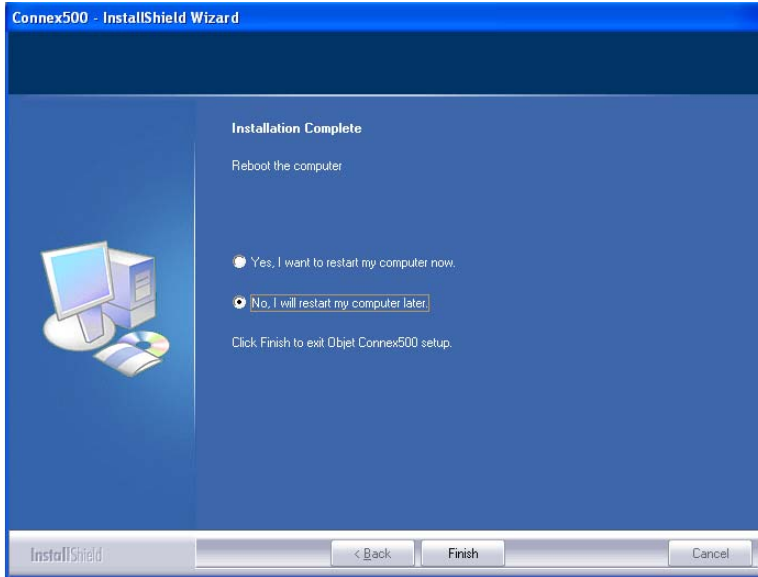 Connex500 - InstallShield Wizard
Installation Complete
Reboot the computer
Yes, I want to restart my computer now.
No, I will restart my computer later.
Click Finish to exit Objet Connex500 setup.
InstallShield
< Back
Finish
Cancel